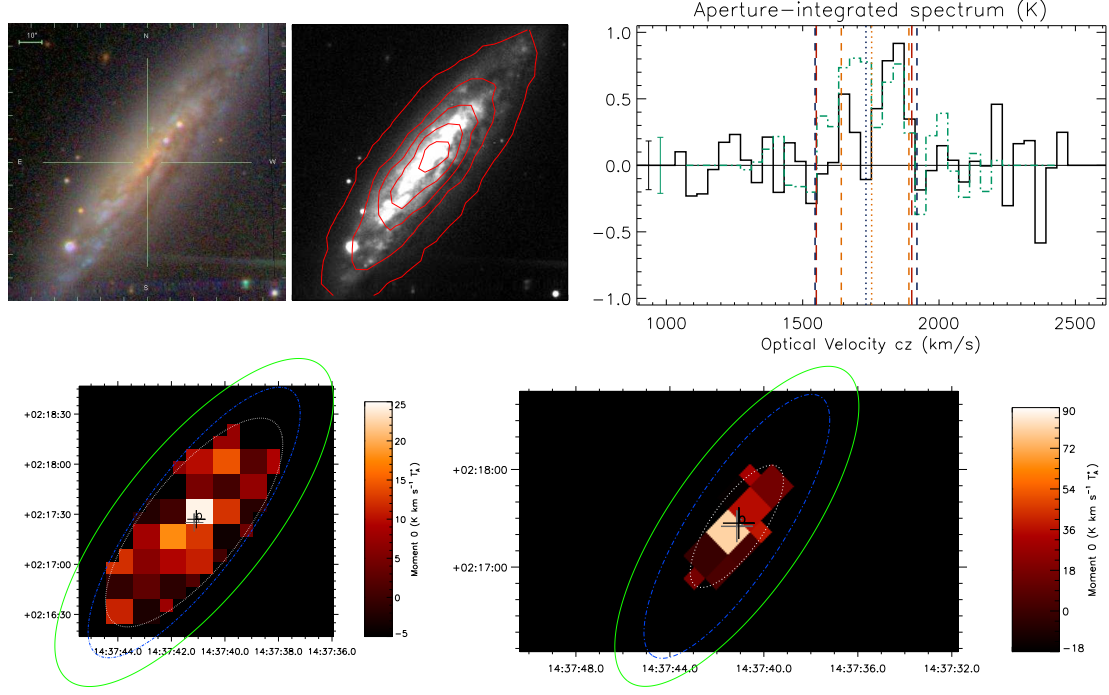 10"
N
E
W
S
Aperture-integrated spectrum (K)
1.0
0.5
0.0
-0.5
-1.0
1000 1500 2000 2500
Optical Velocity cz (km/s)
+02:18:30
+02:18:00
+02:17:30
+02:17:00
+02:16:30
14:37:44.0 14:37:42.0 14:37:40.0 14:37:38.0 14:37:36.0
25
20
15
10
5
0
-5
Moment 0 (K km s⁻¹ T*A)
+02:18:00
+02:17:00
14:37:48.0 14:37:44.0 14:37:40.0 14:37:36.0 14:37:32.0
90
72
54
36
18
0
-18
Moment 0 (K km s⁻¹ T*A)